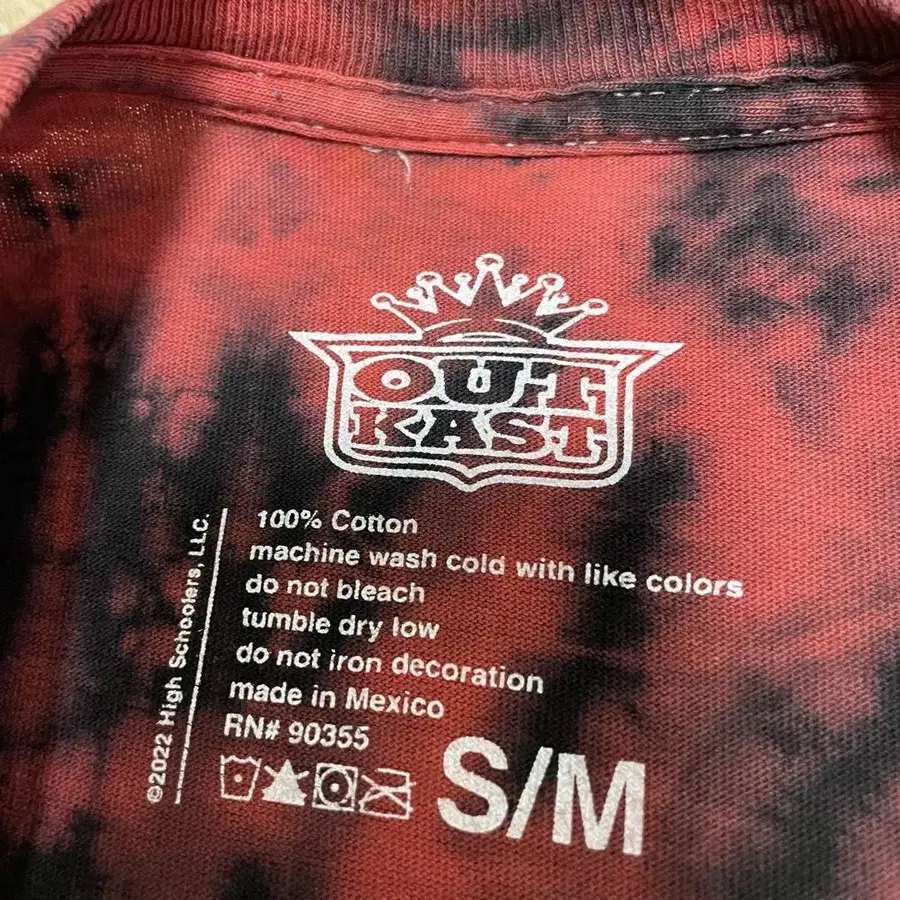 OUT
KAST
100% Cotton
machine wash cold with like colors
do not bleach
tumble dry low
do not iron decoration
made in Mexico
RN# 90355
S/M
©2022 High Schoolers, LLC.